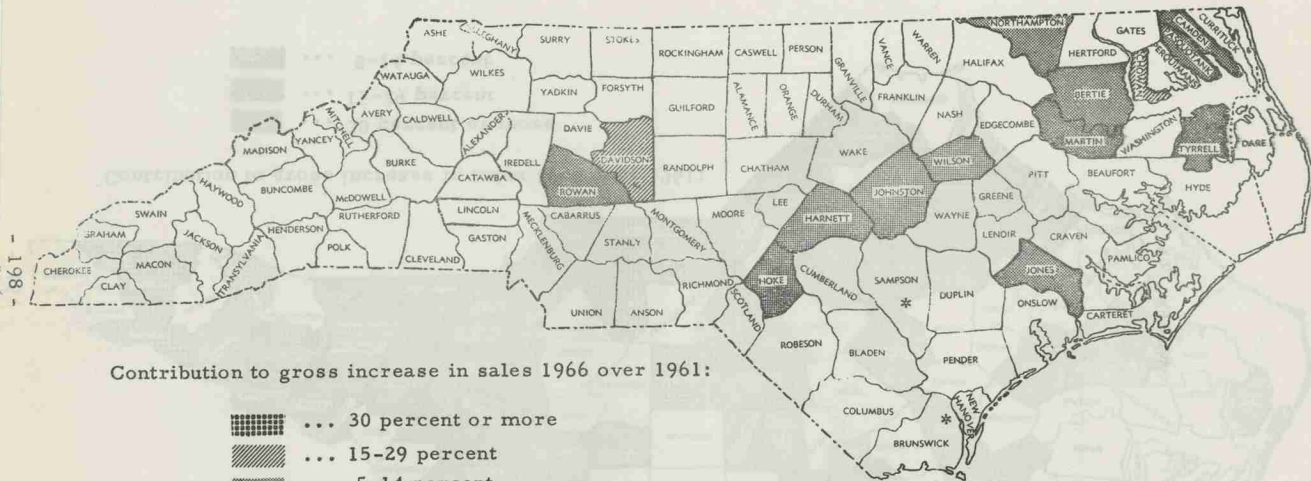 ASHE
ALLEGHANY
SURRY
STOKES
ROCKINGHAM
CASWELL
PERSON
GRANVILLE
VANCE
WARREN
HALIFAX
NORTHAMPTON
HERTFORD
GATES
CAMDEN
CURRITUCK
PASQUOTANK
PERQUIMANS
WATAUGA
WILKES
YADKIN
FORSYTH
GUILFORD
ALAMANCE
ORANGE
DURHAM
FRANKLIN
NASH
EDGECOMBE
BERTIE
MARTIN
WASHINGTON
TYRRELL
DARE
MITCHELL
AVERY
CALDWELL
ALEXANDER
IREDELL
DAVIE
DAVIDSON
*
ROWAN
RANDOLPH
CHATHAM
WAKE
WILSON
JOHNSTON
PITT
BEAUFORT
HYDE
MADISON
YANCEY
BURKE
CATAWBA
McDOWELL
BUNCOMBE
HAYWOOD
SWAIN
GRAHAM
CHEROKEE
CLAY
MACON
JACKSON
TRANSYLVANIA
HENDERSON
POLK
RUTHERFORD
CLEVELAND
LINCOLN
GASTON
MECKLENBURG
CABARRUS
STANLY
UNION
ANSON
MONTGOMERY
RICHMOND
MOORE
LEE
HARNETT
HOKE
SCOTLAND
ROBESON
CUMBERLAND
SAMPSON
*
WAYNE
GREENE
LENOIR
CRAVEN
PAMLICO
JONES
ONSLOW
CARTERET
DUPLIN
PENDER
BLADEN
COLUMBUS
BRUNSWICK
*
NEW
HANOVER
- 198 -
Contribution to gross increase in sales 1966 over 1961:
... 30 percent or more
... 15-29 percent
5-14 percent